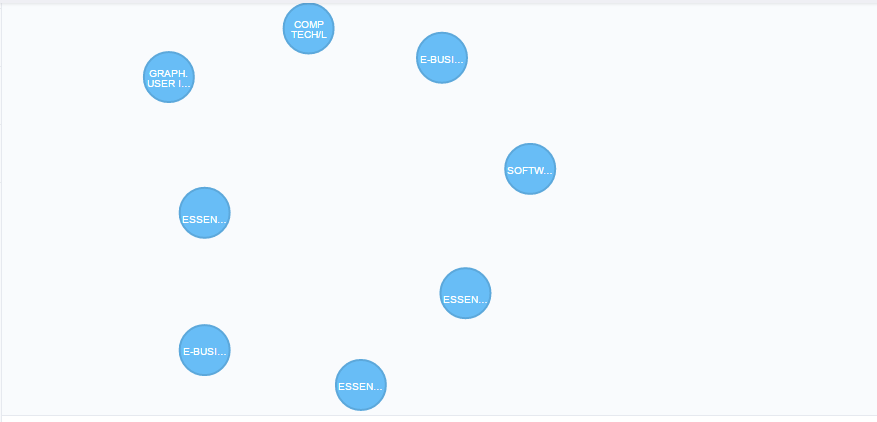 COMP
TECH/L
E-BUSI...
GRAPH.
USER I...
SOFTW...
ESSEN...
ESSEN...
E-BUSI...
ESSEN...